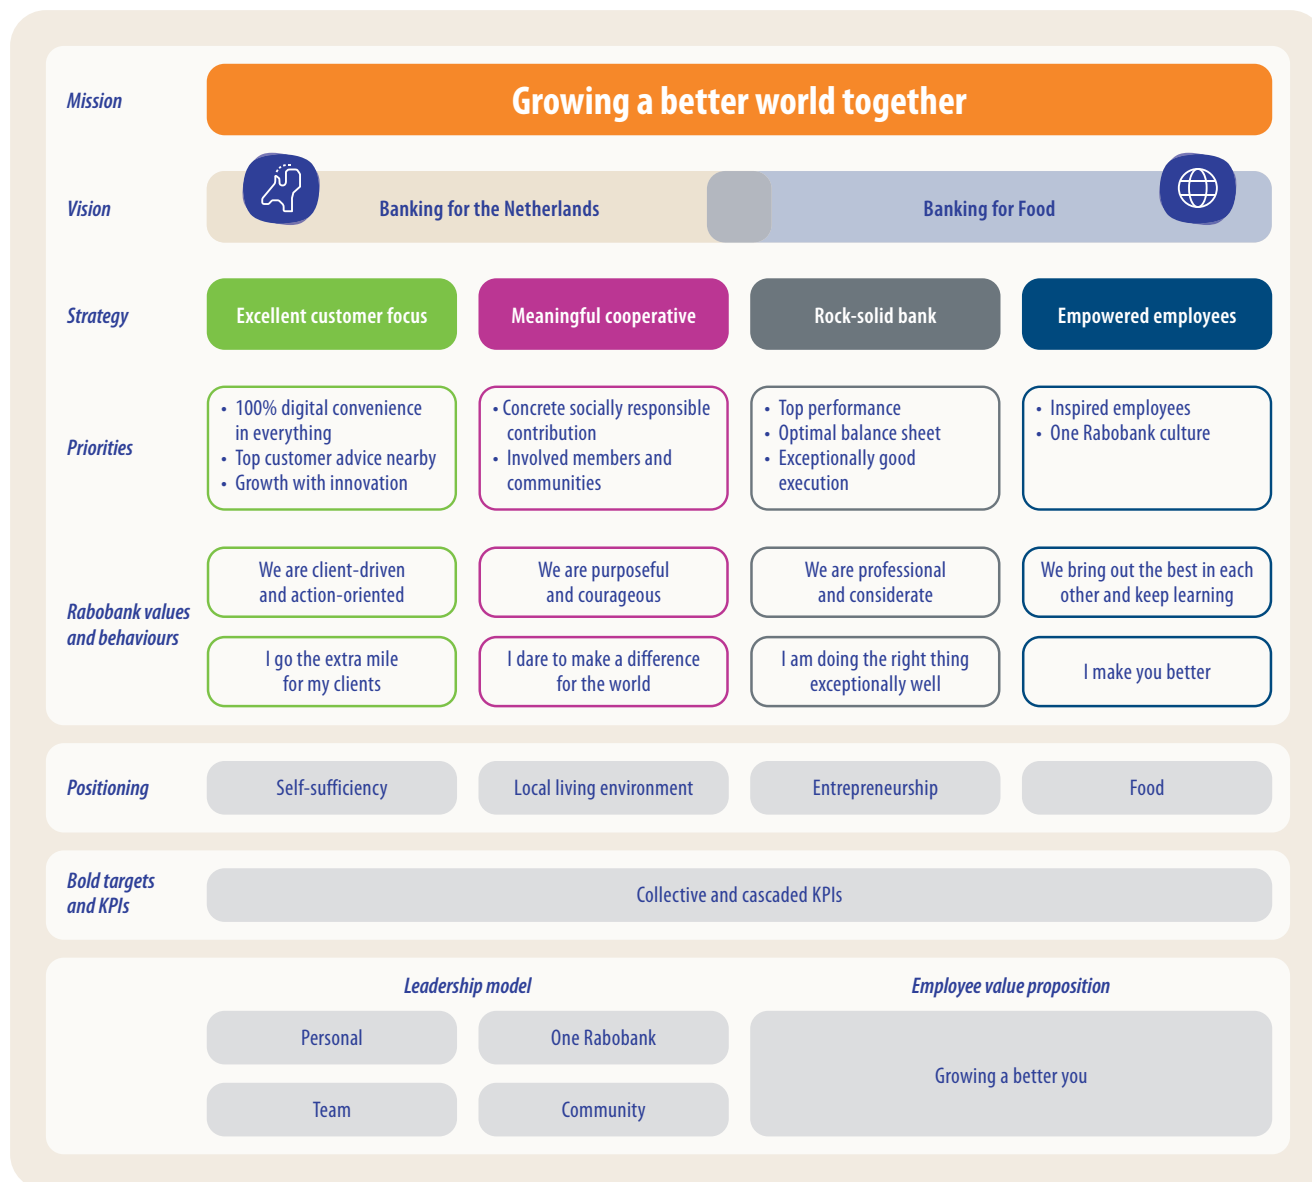 Mission
Growing a better world together
Vision
Banking for the Netherlands
Banking for Food
Strategy
Excellent customer focus
Meaningful cooperative
Rock-solid bank
Empowered employees
Priorities
• 100% digital convenience
in everything
• Top customer advice nearby
• Growth with innovation
• Concrete socially responsible
contribution
• Involved members and
communities
• Top performance
• Optimal balance sheet
• Exceptionally good
execution
• Inspired employees
• One Rabobank culture
Rabobank values
and behaviours
We are client-driven
and action-oriented
We are purposeful
and courageous
We are professional
and considerate
We bring out the best in each
other and keep learning
I go the extra mile
for my clients
I dare to make a difference
for the world
I am doing the right thing
exceptionally well
I make you better
Positioning
Self-sufficiency
Local living environment
Entrepreneurship
Food
Bold targets
and KPIs
Collective and cascaded KPIs
Leadership model
Personal
One Rabobank
Team
Community
Employee value proposition
Growing a better you